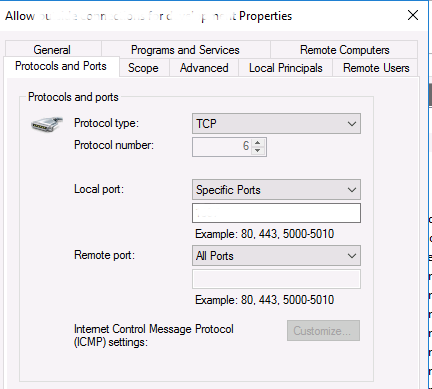 Allow for development Properties
General Programs and Services Remote Computers
Protocols and Ports Scope Advanced Local Principals Remote Users
Protocols and ports
Protocol type: TCP
Protocol number: 6
Local port: Specific Ports
Example: 80, 443, 5000-5010
Remote port: All Ports
Example: 80, 443, 5000-5010
Internet Control Message Protocol Customize...
(ICMP) settings: